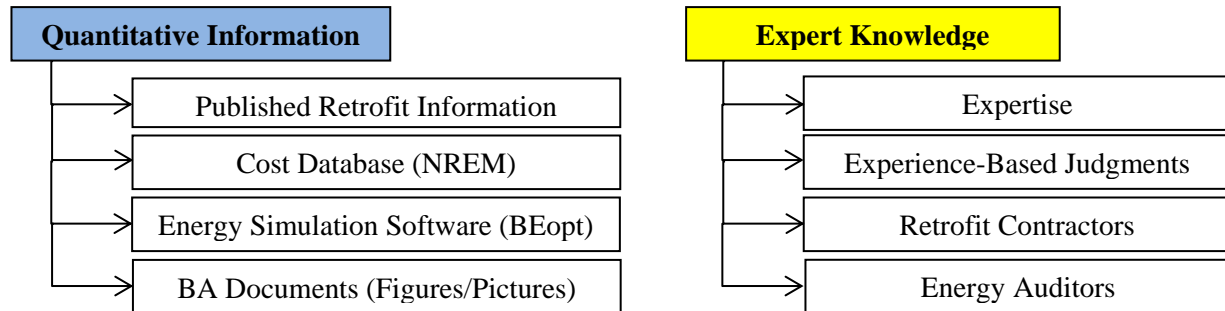 Quantitative Information
Published Retrofit Information
Cost Database (NREM)
Energy Simulation Software (BEopt)
BA Documents (Figures/Pictures)
Expert Knowledge
Expertise
Experience-Based Judgments
Retrofit Contractors
Energy Auditors